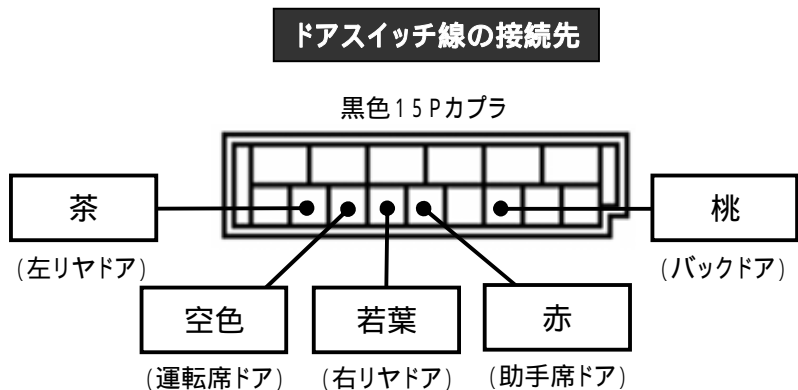 ドアスイッチ線の接続先
黒色15Pカプラ
茶
(左リヤドア)
桃
(バックドア)
空色
(運転席ドア)
若葉
(右リヤドア)
赤
(助手席ドア)